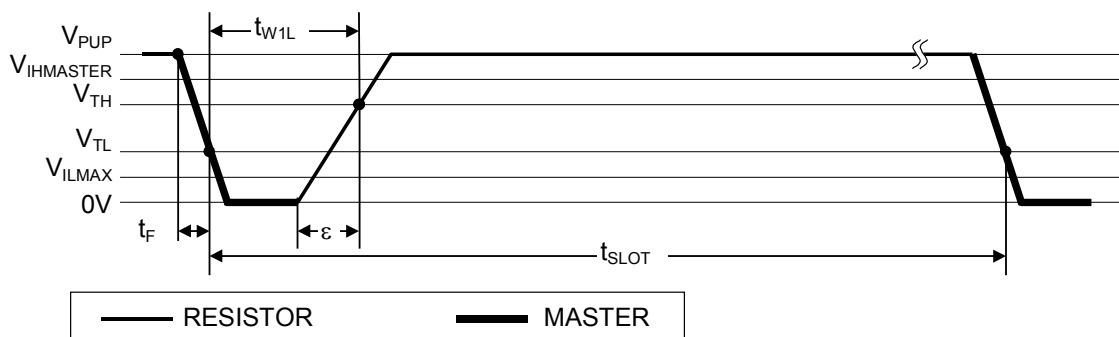 t_W1L
V_PUP
V_IHMASTER
V_TH
V_TL
V_ILMAX
0V
t_F
ε
t_SLOT
RESISTOR MASTER